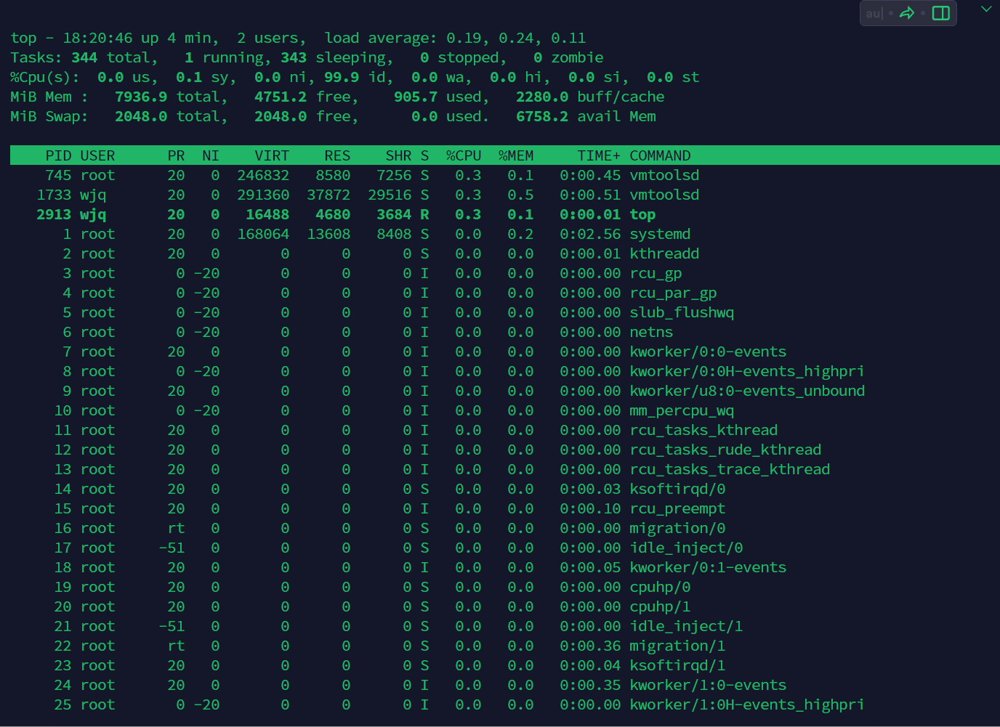 au|
top - 18:20:46 up 4 min,  2 users,  load average: 0.19, 0.24, 0.11
Tasks: 344 total,   1 running, 343 sleeping,   0 stopped,   0 zombie
%Cpu(s):  0.0 us,  0.1 sy,  0.0 ni, 99.9 id,  0.0 wa,  0.0 hi,  0.0 si,  0.0 st
MiB Mem :   7936.9 total,   4751.2 free,    905.7 used,   2280.0 buff/cache
MiB Swap:   2048.0 total,   2048.0 free,      0.0 used.   6758.2 avail Mem
    PID USER      PR  NI    VIRT    RES    SHR S  %CPU  %MEM     TIME+ COMMAND
    745 root      20   0  246832   8580   7256 S   0.3   0.1   0:00.45 vmtoolsd
   1733 wjq       20   0  291360  37872  29516 S   0.3   0.5   0:00.51 vmtoolsd
   2913 wjq       20   0   16488   4680   3684 R   0.3   0.1   0:00.01 top
      1 root      20   0  168064  13608   8408 S   0.0   0.2   0:02.56 systemd
      2 root      20   0       0      0      0 S   0.0   0.0   0:00.01 kthreadd
      3 root       0 -20       0      0      0 I   0.0   0.0   0:00.00 rcu_gp
      4 root       0 -20       0      0      0 I   0.0   0.0   0:00.00 rcu_par_gp
      5 root       0 -20       0      0      0 I   0.0   0.0   0:00.00 slub_flushwq
      6 root       0 -20       0      0      0 I   0.0   0.0   0:00.00 netns
      7 root      20   0       0      0      0 I   0.0   0.0   0:00.00 kworker/0:0-events
      8 root       0 -20       0      0      0 I   0.0   0.0   0:00.00 kworker/0:0H-events_highpri
      9 root      20   0       0      0      0 I   0.0   0.0   0:00.00 kworker/u8:0-events_unbound
     10 root       0 -20       0      0      0 I   0.0   0.0   0:00.00 mm_percpu_wq
     11 root      20   0       0      0      0 I   0.0   0.0   0:00.00 rcu_tasks_kthread
     12 root      20   0       0      0      0 I   0.0   0.0   0:00.00 rcu_tasks_rude_kthread
     13 root      20   0       0      0      0 I   0.0   0.0   0:00.00 rcu_tasks_trace_kthread
     14 root      20   0       0      0      0 S   0.0   0.0   0:00.03 ksoftirqd/0
     15 root      20   0       0      0      0 I   0.0   0.0   0:00.10 rcu_preempt
     16 root      rt   0       0      0      0 S   0.0   0.0   0:00.00 migration/0
     17 root     -51   0       0      0      0 S   0.0   0.0   0:00.00 idle_inject/0
     18 root      20   0       0      0      0 I   0.0   0.0   0:00.05 kworker/0:1-events
     19 root      20   0       0      0      0 S   0.0   0.0   0:00.00 cpuhp/0
     20 root      20   0       0      0      0 S   0.0   0.0   0:00.00 cpuhp/1
     21 root     -51   0       0      0      0 S   0.0   0.0   0:00.00 idle_inject/1
     22 root      rt   0       0      0      0 S   0.0   0.0   0:00.36 migration/1
     23 root      20   0       0      0      0 S   0.0   0.0   0:00.04 ksoftirqd/1
     24 root      20   0       0      0      0 I   0.0   0.0   0:00.35 kworker/1:0-events
     25 root       0 -20       0      0      0 I   0.0   0.0   0:00.00 kworker/1:0H-events_highpri